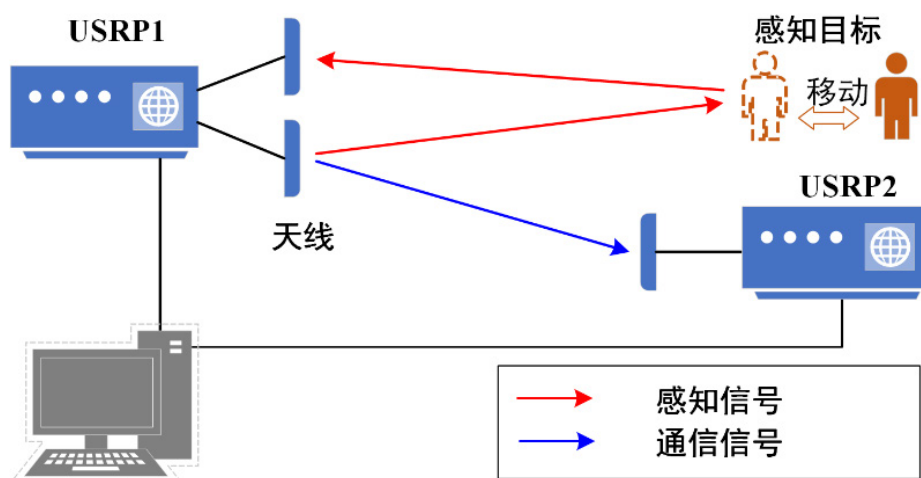 USRP1
感知目标
移动
USRP2
天线
感知信号
通信信号